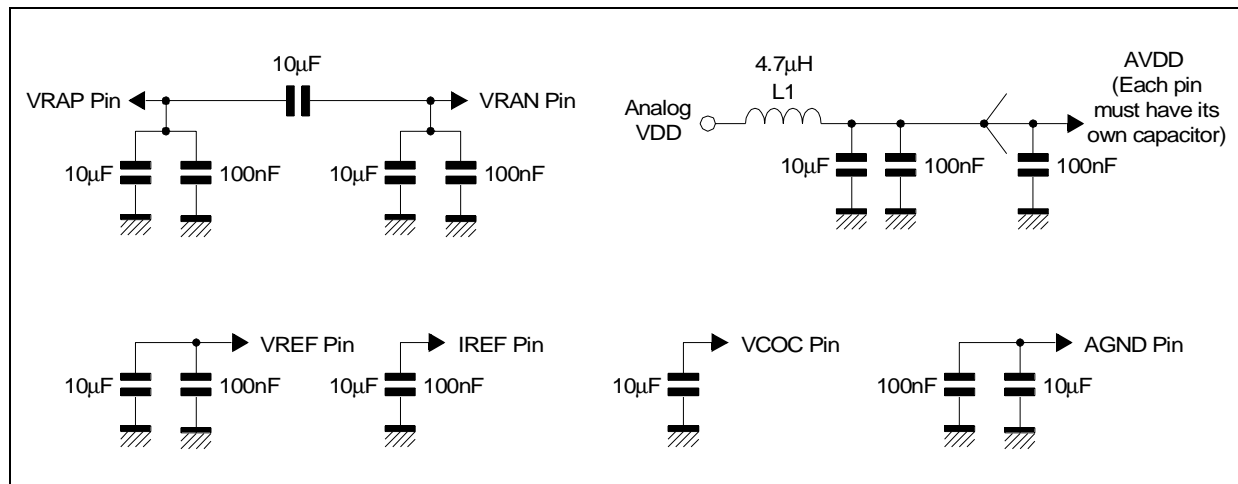 10µF
VRAP Pin
VRAN Pin
10µF
100nF
10µF
100nF
4.7µH
L1
Analog
VDD
AVDD
(Each pin
must have its
own capacitor)
10µF
100nF
100nF
VREF Pin
10µF
100nF
IREF Pin
10µF
100nF
VCOC Pin
10µF
AGND Pin
100nF
10µF